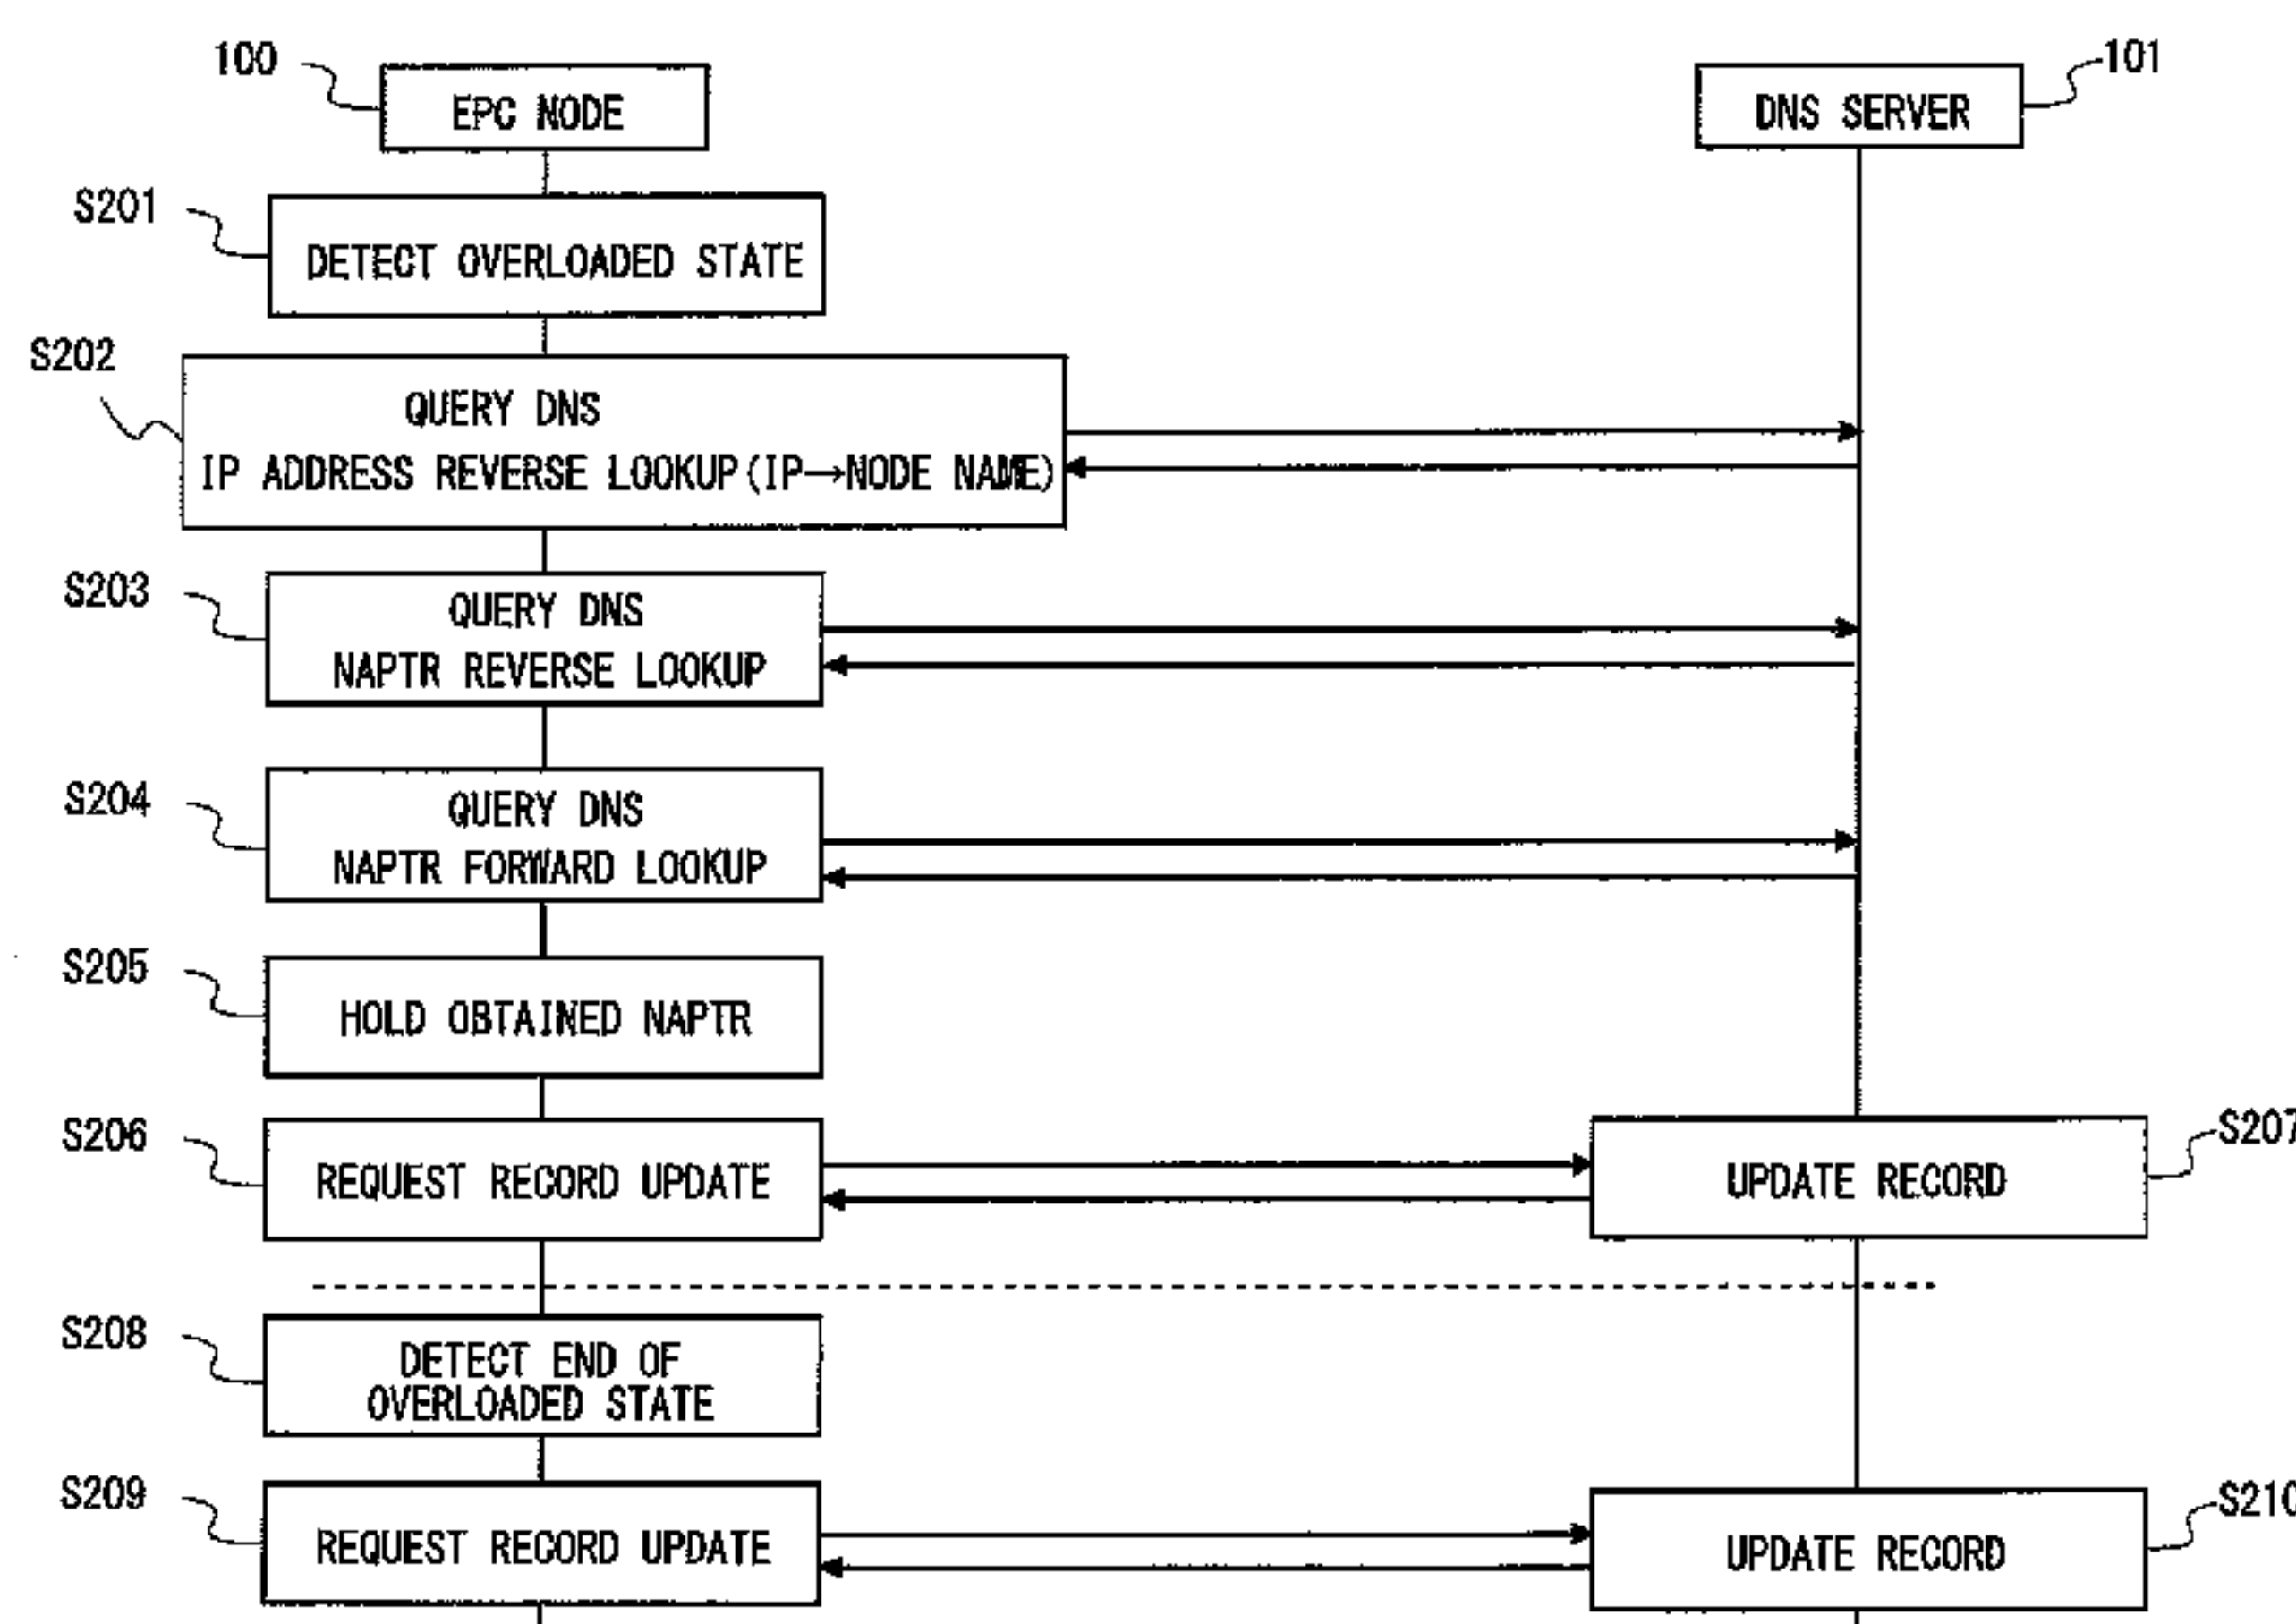 100
EPC NODE
DNS SERVER
101
S201
DETECT OVERLOADED STATE
S202
QUERY DNS
IP ADDRESS REVERSE LOOKUP(IP→NODE NAME)
S203
QUERY DNS
NAPTR REVERSE LOOKUP
S204
QUERY DNS
NAPTR FORWARD LOOKUP
S205
HOLD OBTAINED NAPTR
S206
REQUEST RECORD UPDATE
UPDATE RECORD
S207
S208
DETECT END OF
OVERLOADED STATE
S209
REQUEST RECORD UPDATE
UPDATE RECORD
S210